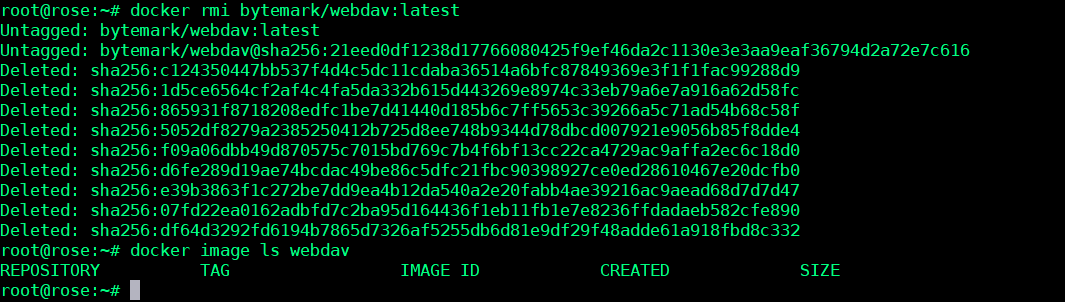 root@rose:~# docker rmi bytemark/webdav:latest
Untagged: bytemark/webdav:latest
Untagged: bytemark/webdav@sha256:21eed0df1238d17766080425f9ef46da2c1130e3e3aa9eaf36794d2a72e7c616
Deleted: sha256:c124350447bb537f4d4c5dc11cdaba36514a6bfc87849369e3f1f1fac99288d9
Deleted: sha256:1d5ce6564cf2af4c4fa5da332b615d443269e8974c33eb79a6e7a916a62d58fc
Deleted: sha256:865931f8718208edfc1be7d41440d185b6c7ff5653c39266a5c71ad54b68c58f
Deleted: sha256:5052df8279a2385250412b725d8ee748b9344d78dbcd007921e9056b85f8dde4
Deleted: sha256:f09a06dbb49d870575c7015bd769c7b4f6bf13cc22ca4729ac9affa2ec6c18d0
Deleted: sha256:d6fe289d19ae74bcdac49be86c5dfc21fbc90398927ce0ed28610467e20dcfb0
Deleted: sha256:e39b3863f1c272be7dd9ea4b12da540a2e20fabb4ae39216ac9aead68d7d7d47
Deleted: sha256:07fd22ea0162adbfd7c2ba95d164436f1eb11fb1e7e8236ffdadaeb582cfe890
Deleted: sha256:df64d3292fd6194b7865d7326af5255db6d81e9df29f48adde61a918fbd8c332
root@rose:~# docker image ls webdav
REPOSITORY          TAG                 IMAGE ID            CREATED             SIZE
root@rose:~#